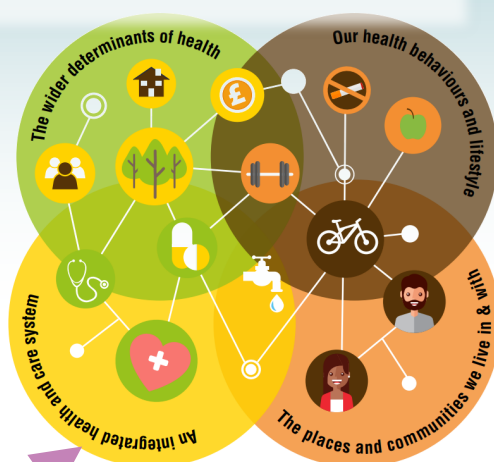 The wider determinants of health
Our health behaviours and lifestyle
£
An integrated health and care system
The places and communities we live in & with